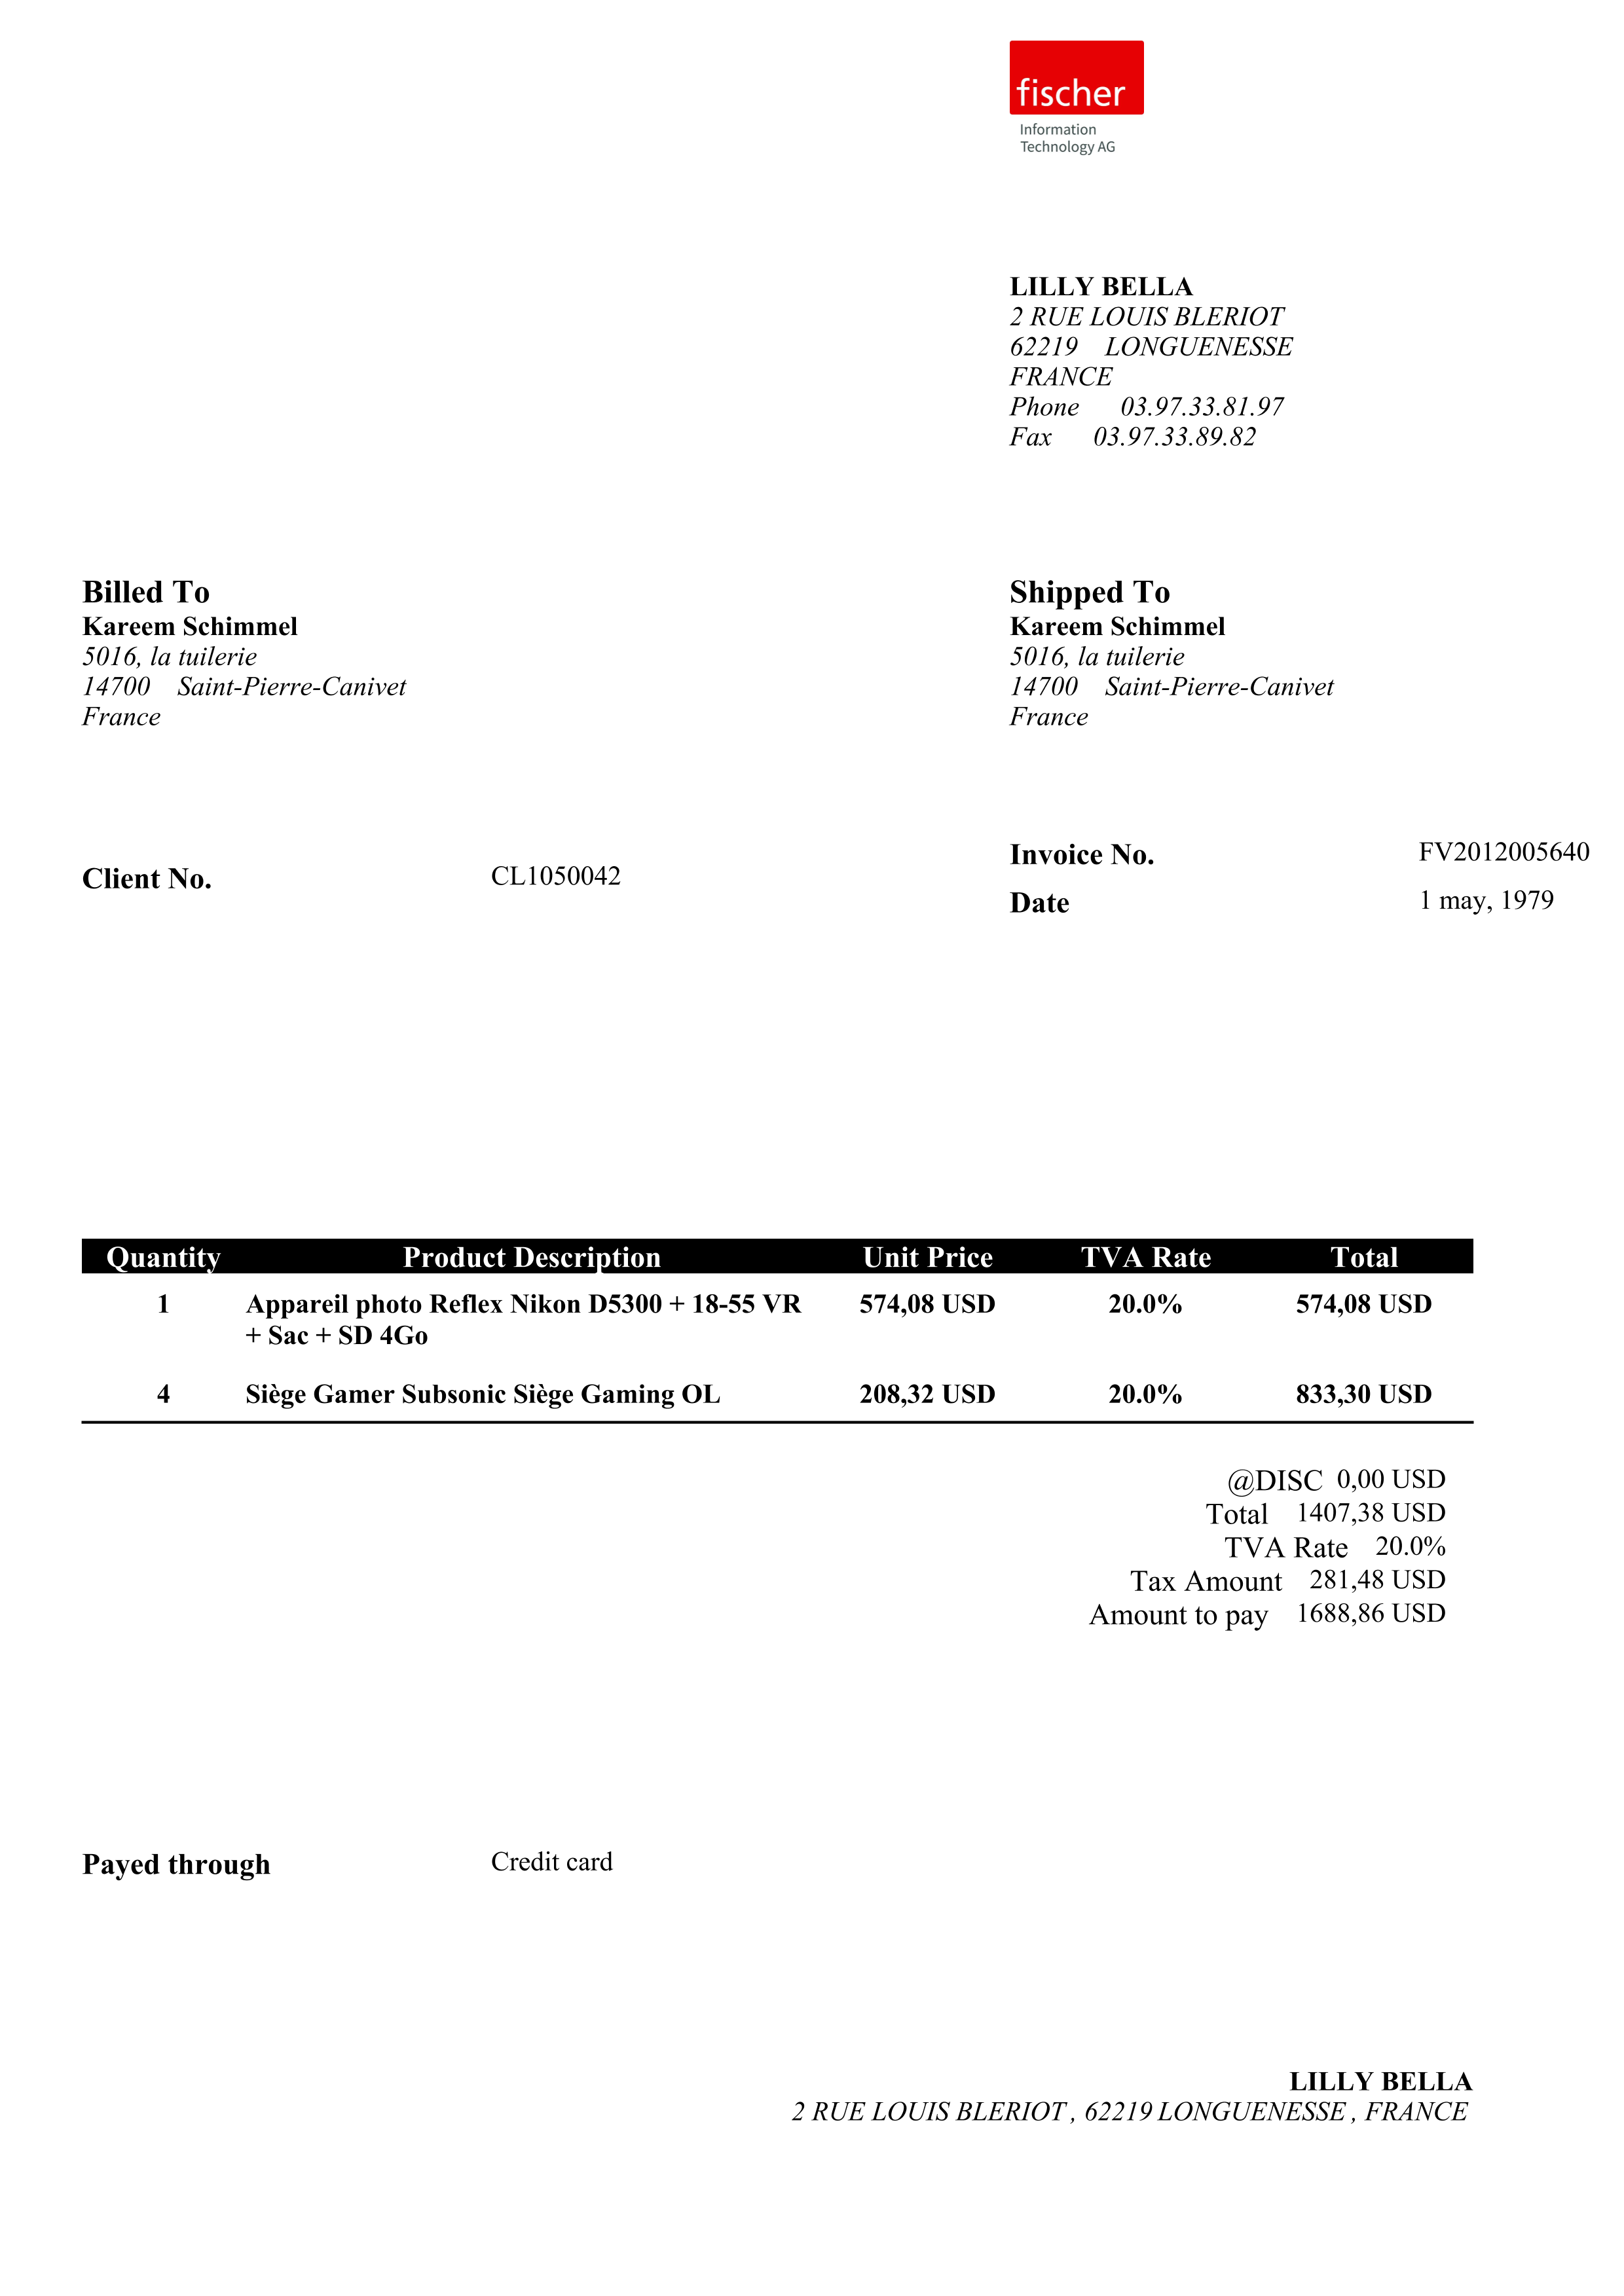 fischer
Information
Technology AG
LILLY BELLA
2 RUE LOUIS BLERIOT
62219 LONGUENESSE
FRANCE
Phone 03.97.33.81.97
Fax 03.97.33.89.82
Billed To
Kareem Schimmel
5016, la tuilerie
14700 Saint-Pierre-Canivet
France
Shipped To
Kareem Schimmel
5016, la tuilerie
14700 Saint-Pierre-Canivet
France
Client No. CL1050042
Invoice No. FV2012005640
Date 1 may, 1979
Quantity Product Description Unit Price TVA Rate Total
1 Appareil photo Reflex Nikon D5300 + 18-55 VR 574,08 USD 20.0% 574,08 USD
+ Sac + SD 4Go
4 Siège Gamer Subsonic Siège Gaming OL 208,32 USD 20.0% 833,30 USD
@DISC 0,00 USD
Total 1407,38 USD
TVA Rate 20.0%
Tax Amount 281,48 USD
Amount to pay 1688,86 USD
Payed through Credit card
LILLY BELLA
2 RUE LOUIS BLERIOT , 62219 LONGUENESSE , FRANCE